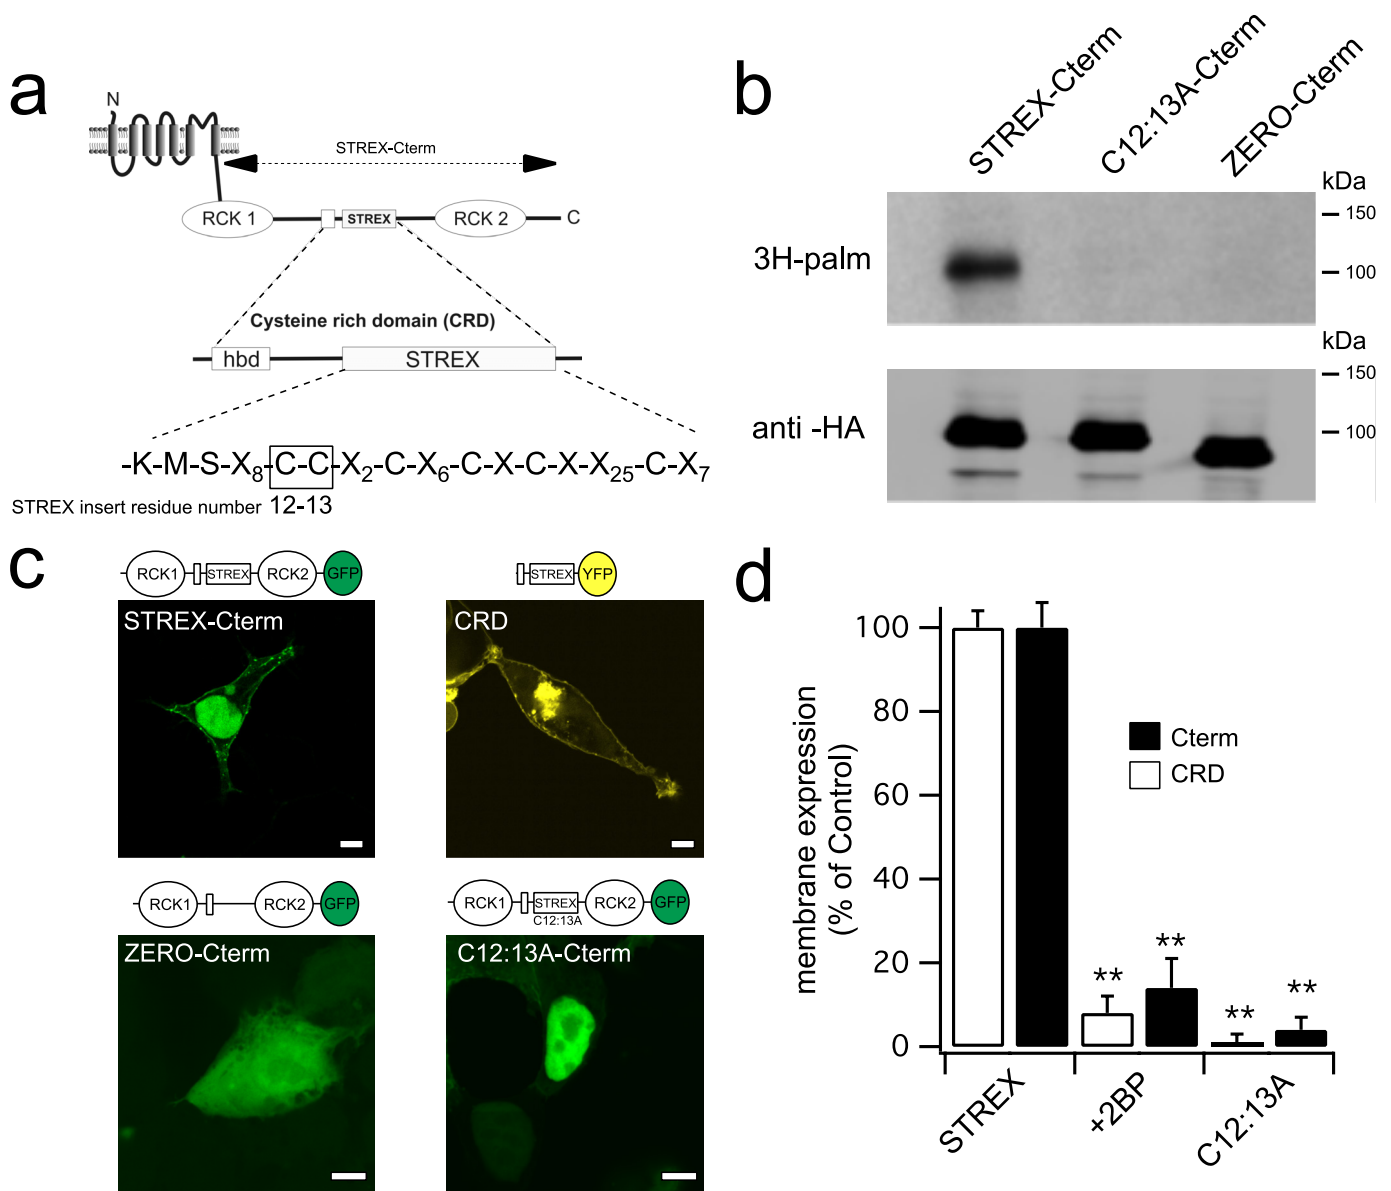 a
N
STREX-Cterm
RCK 1
STREX
RCK 2
C
Cysteine rich domain (CRD)
hbd
STREX
-K-M-S-X8-C-C-X2-C-X6-C-X-C-X-X25-C-X7
STREX insert residue number 12-13
b
STREX-Cterm
C12:13A-Cterm
ZERO-Cterm
kDa
150
3H-palm
100
kDa
150
anti -HA
100
c
RCK1
STREX
RCK2
GFP
STREX-Cterm
STREX
YFP
CRD
RCK1
RCK2
GFP
ZERO-Cterm
RCK1
STREX
C12:13A
RCK2
GFP
C12:13A-Cterm
d
membrane expression
(% of Control)
100
80
60
40
20
0
Cterm
CRD
**
**
**
**
STREX
+2BP
C12:13A